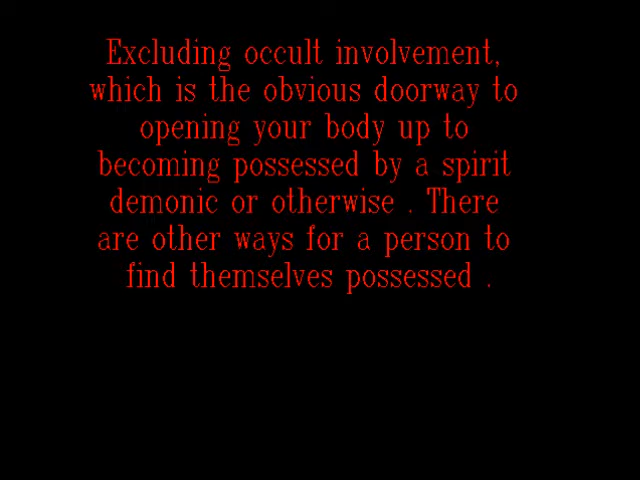 Excluding occult involvement,
which is the obvious doorway to
opening your body up to
becoming possessed by a spirit
demonic or otherwise . There
are other ways for a person to
find themselves possessed .